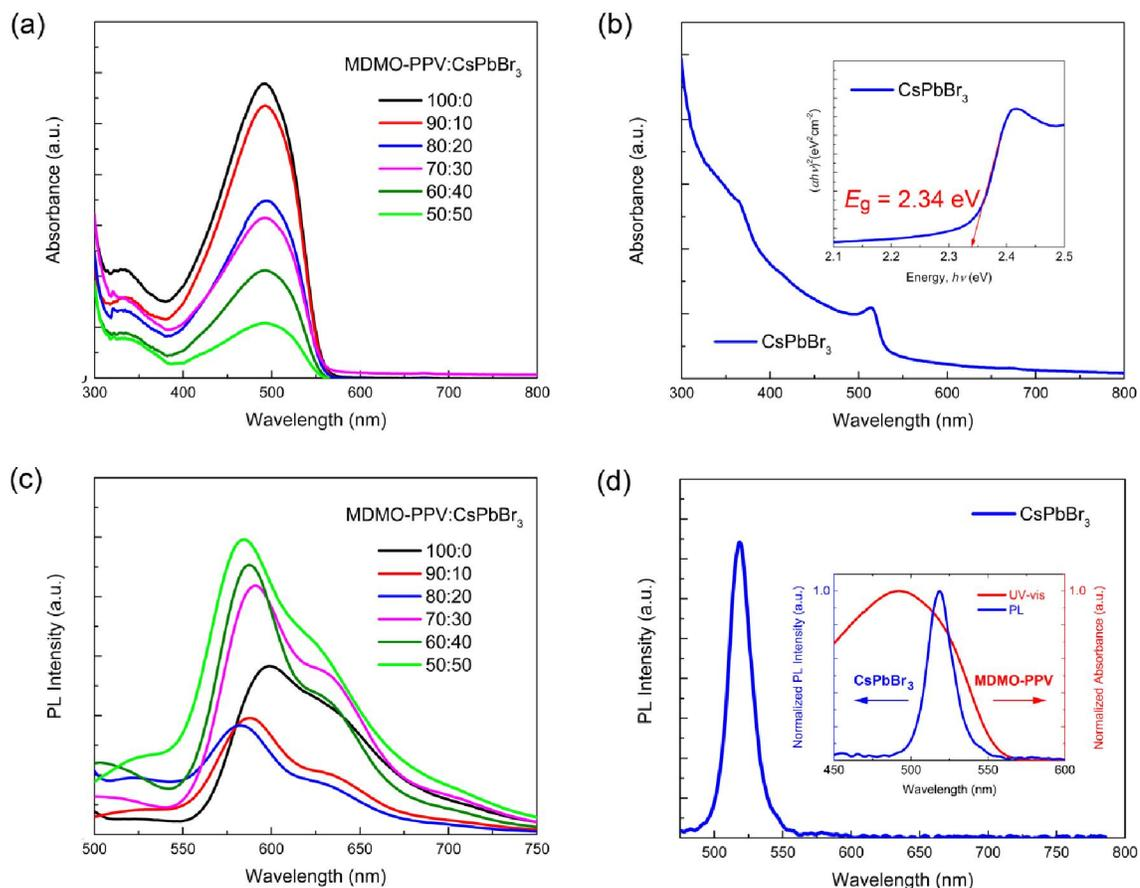 (a)
MDMO-PPV:CsPbBr3
100:0
90:10
80:20
70:30
60:40
50:50
Absorbance (a.u.)
300 400 500 600 700 800
Wavelength (nm)
(b)
CsPbBr3
(αhν)²(eV²cm⁻²)
Eg = 2.34 eV
2.1 2.2 2.3 2.4 2.5
Energy, hν (eV)
CsPbBr3
Absorbance (a.u.)
300 400 500 600 700 800
Wavelength (nm)
(c)
MDMO-PPV:CsPbBr3
100:0
90:10
80:20
70:30
60:40
50:50
PL Intensity (a.u.)
500 550 600 650 700 750
Wavelength (nm)
(d)
CsPbBr3
1.0
1.0
UV-vis
PL
CsPbBr3
MDMO-PPV
Normalized PL Intensity (a.u.)
Normalized Absorbance (a.u.)
450 500 550 600
Wavelength (nm)
PL Intensity (a.u.)
500 550 600 650 700 750 800
Wavelength (nm)